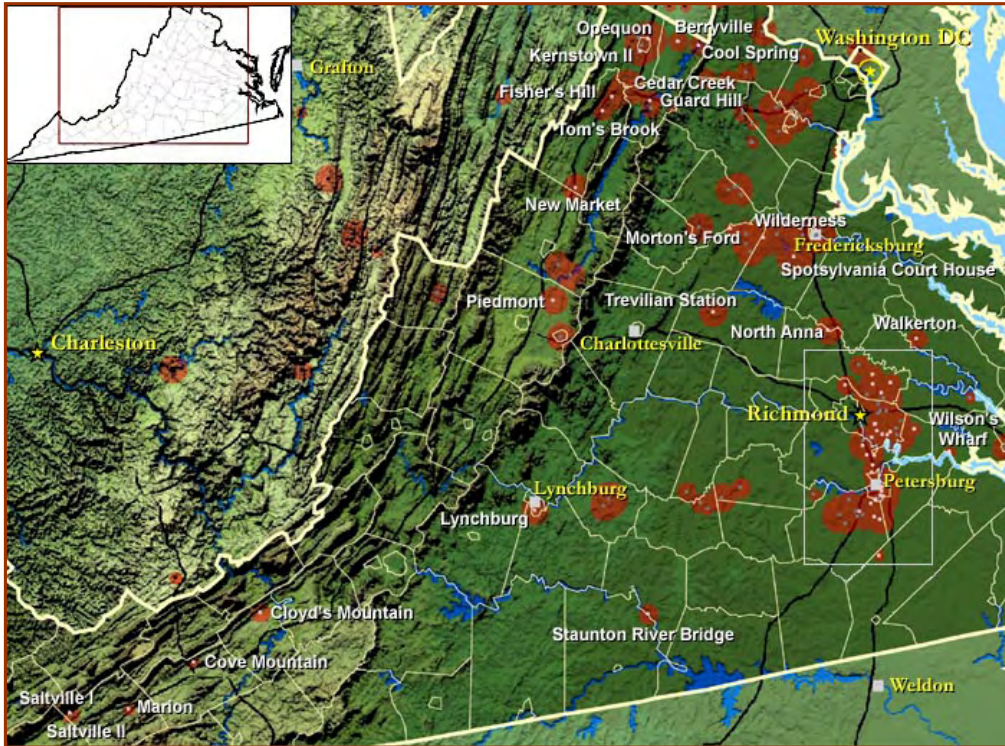 Opequon
Berryville
Washington DC
Kernstown II
Cool Spring
Grafton
Fisher's Hill
Cedar Creek
Guard Hill
Tom's Brook
New Market
Wilderness
Morton's Ford
Fredericksburg
Spotsylvania Court House
Piedmont
Trevilian Station
North Anna
Walkerton
Charleston
Charlottesville
Richmond
Wilson's
Wharf
Petersburg
Lynchburg
Lynchburg
Cloyd's Mountain
Staunton River Bridge
Cove Mountain
Weldon
Saltville I
Marion
Saltville II